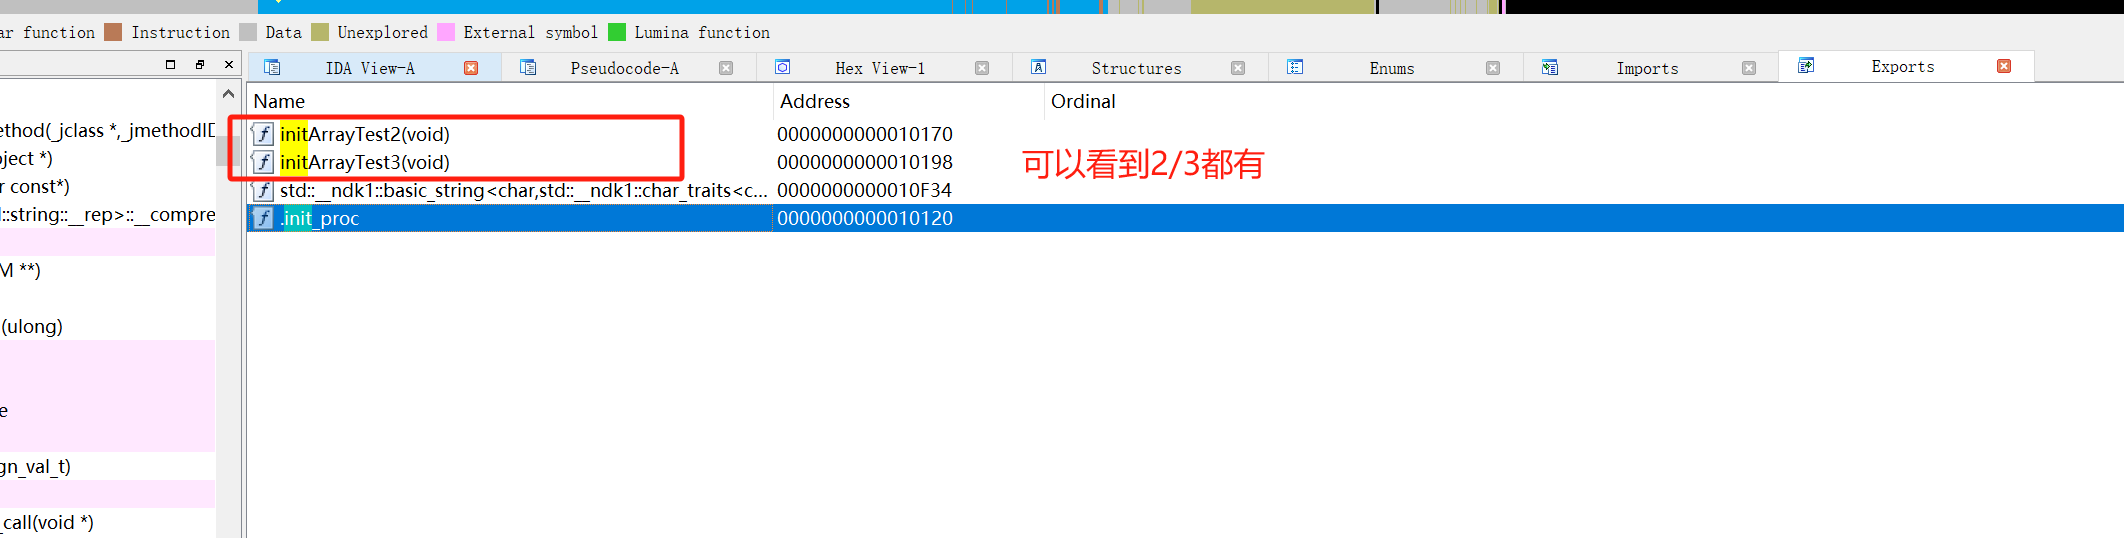 ar function Instruction Data Unexplored External symbol Lumina function
IDA View-A Pseudocode-A Hex View-1 Structures Enums Imports Exports
Name Address Ordinal
ethod(_jclass *,_jmethodID
initArrayTest2(void) 0000000000010170
oject *)
initArrayTest3(void) 0000000000010198
可以看到2/3都有
r const*)
std::__ndk1::basic_string<char,std::__ndk1::char_traits<c... 0000000000010F34
l::string::__rep>::__compre
.init_proc 0000000000010120
M **)
(ulong)
e
gn_val_t)
_call(void *)